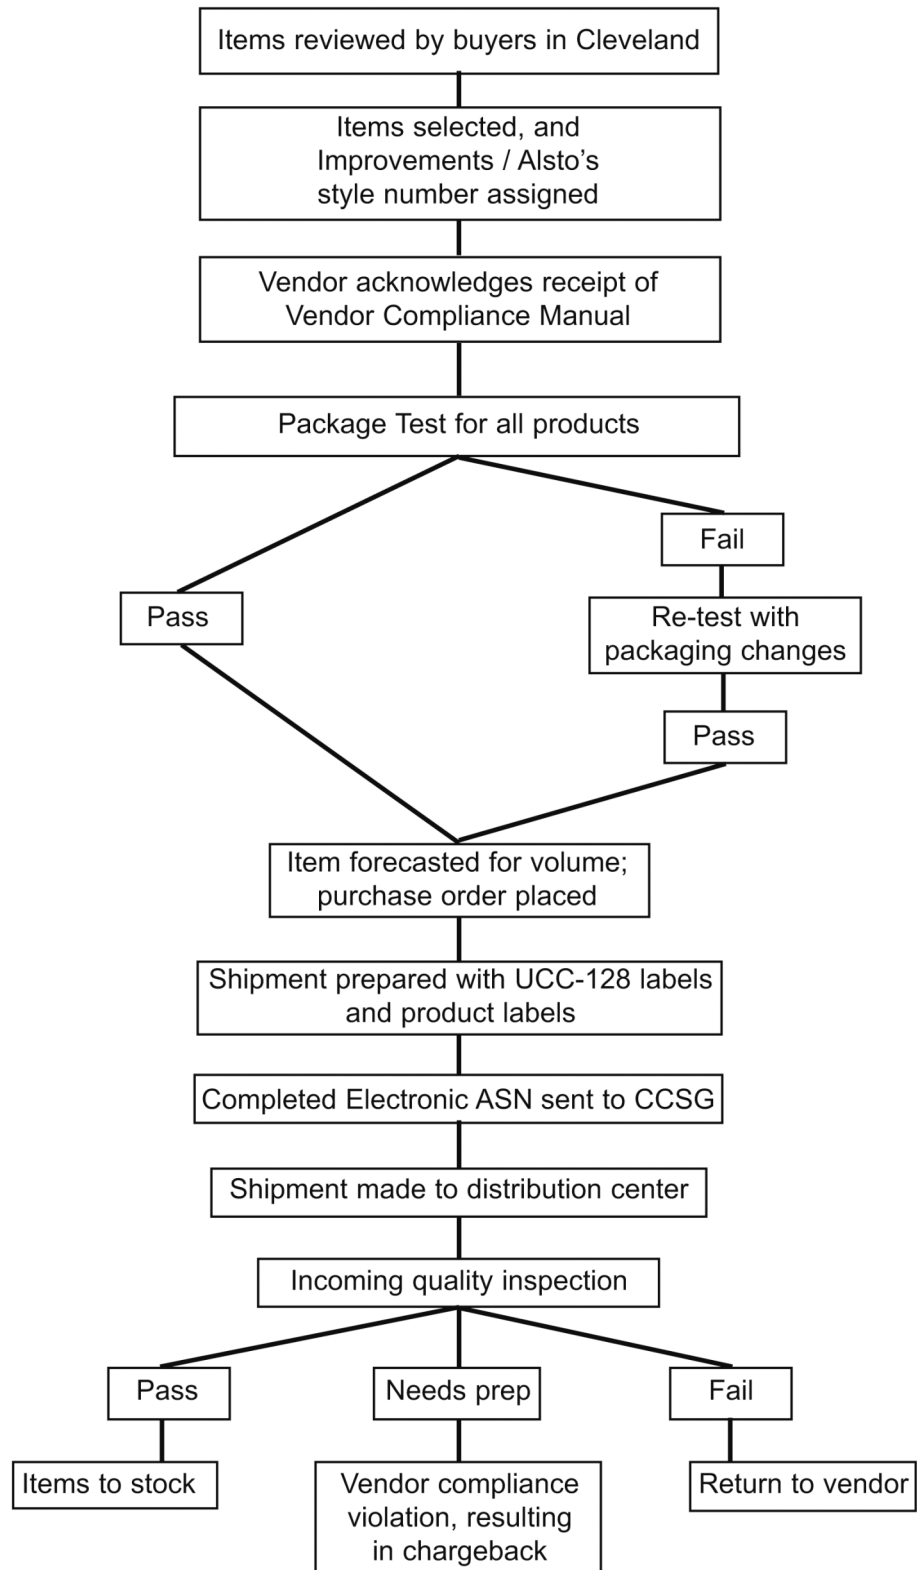 Items reviewed by buyers in Cleveland
Items selected, and
Improvements / Alsto’s
style number assigned
Vendor acknowledges receipt of
Vendor Compliance Manual
Package Test for all products
Fail
Pass
Re-test with
packaging changes
Pass
Item forecasted for volume;
purchase order placed
Shipment prepared with UCC-128 labels
and product labels
Completed Electronic ASN sent to CCSG
Shipment made to distribution center
Incoming quality inspection
Pass
Needs prep
Fail
Items to stock
Vendor compliance
violation, resulting
in chargeback
Return to vendor